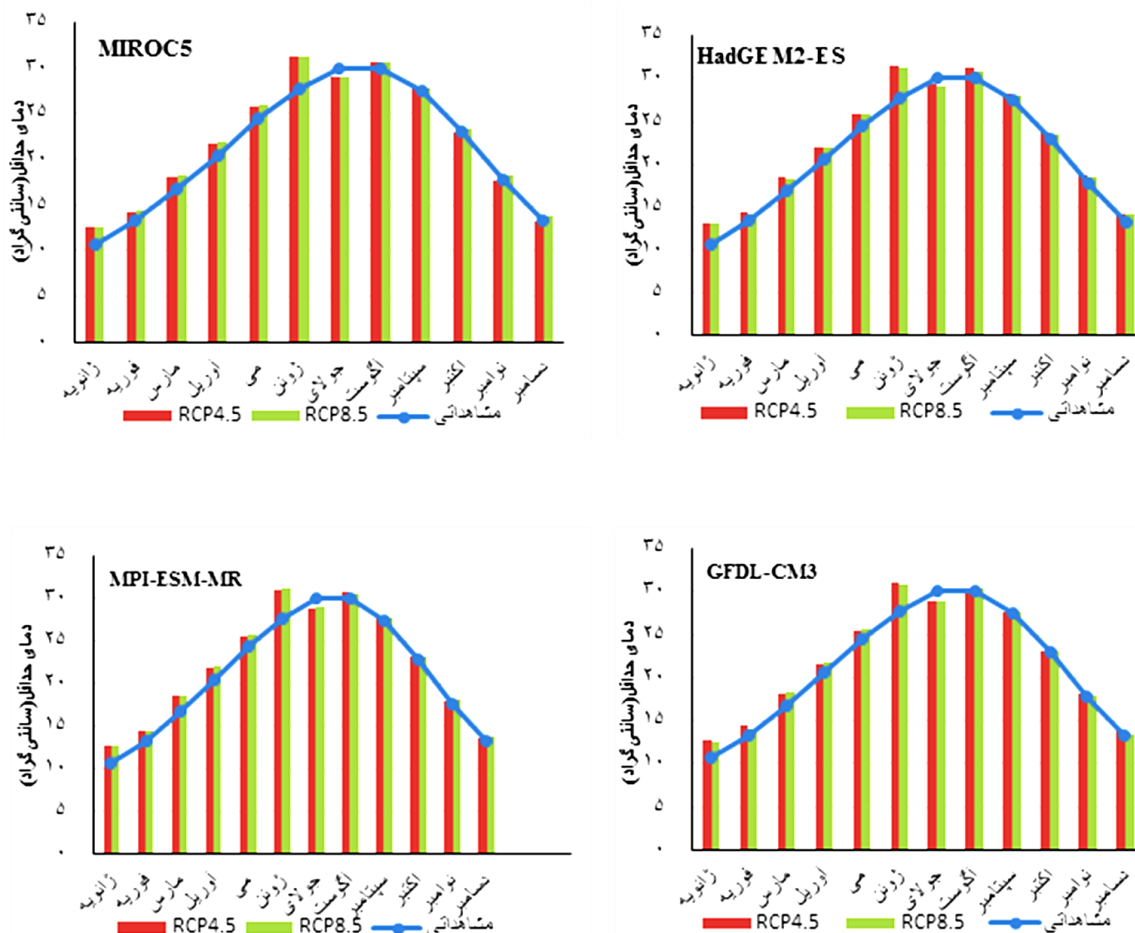 MIROC5
دمای حداقل(سانتی گراد)
۳۵
۳۰
۲۵
۲۰
۱۵
۱۰
۵
۰
ژانویه فوریه مارس آوریل می ژوئن جولای آگوست سپتامبر اکتبر نوامبر دسامبر
RCP4.5 RCP8.5 مشاهداتی
HadGEM2-ES
دمای حداقل(سانتی گراد)
۳۵
۳۰
۲۵
۲۰
۱۵
۱۰
۵
۰
ژانویه فوریه مارس آوریل می ژوئن جولای آگوست سپتامبر اکتبر نوامبر دسامبر
RCP4.5 RCP8.5 مشاهداتی
MPI-ESM-MR
دمای حداقل(سانتی گراد)
۳۵
۳۰
۲۵
۲۰
۱۵
۱۰
۵
۰
ژانویه فوریه مارس آوریل می ژوئن جولای آگوست سپتامبر اکتبر نوامبر دسامبر
RCP4.5 RCP8.5 مشاهداتی
GFDL-CM3
دمای حداقل(سانتی گراد)
۳۵
۳۰
۲۵
۲۰
۱۵
۱۰
۵
۰
ژانویه فوریه مارس آوریل می ژوئن جولای آگوست سپتامبر اکتبر نوامبر دسامبر
RCP4.5 RCP8.5 مشاهداتی